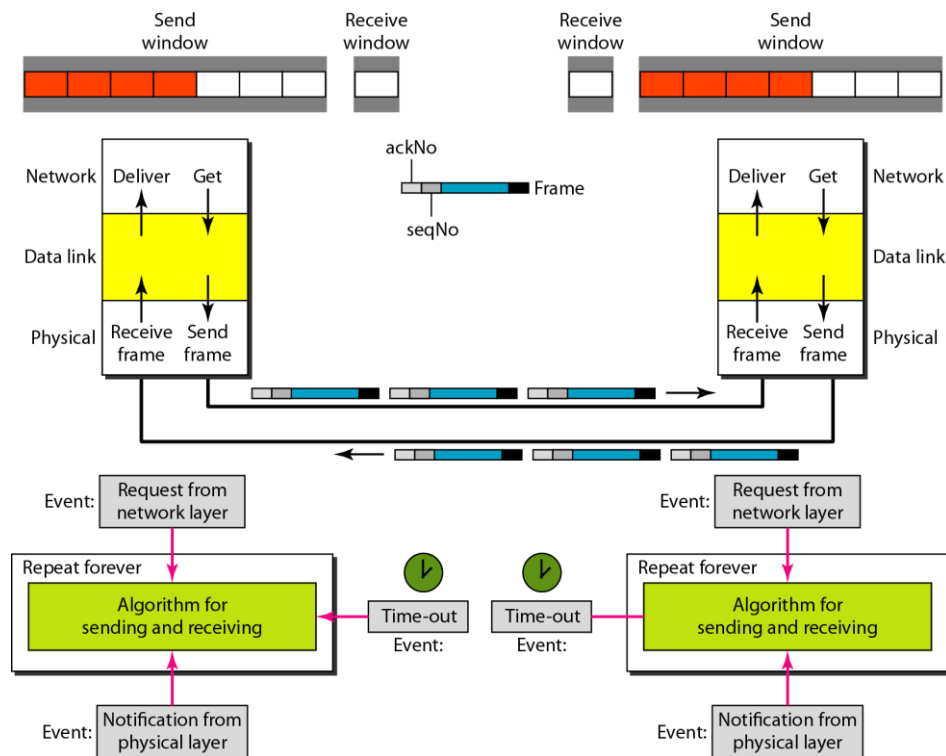 Send
window
Receive
window
Receive
window
Send
window
ackNo
Frame
seqNo
Network
Deliver
Get
Data link
Physical
Receive
frame
Send
frame
Deliver
Get
Network
Data link
Receive
frame
Send
frame
Physical
Event:
Request from
network layer
Event:
Request from
network layer
Repeat forever
Algorithm for
sending and receiving
Time-out
Event:
Time-out
Event:
Repeat forever
Algorithm for
sending and receiving
Event:
Notification from
physical layer
Event:
Notification from
physical layer